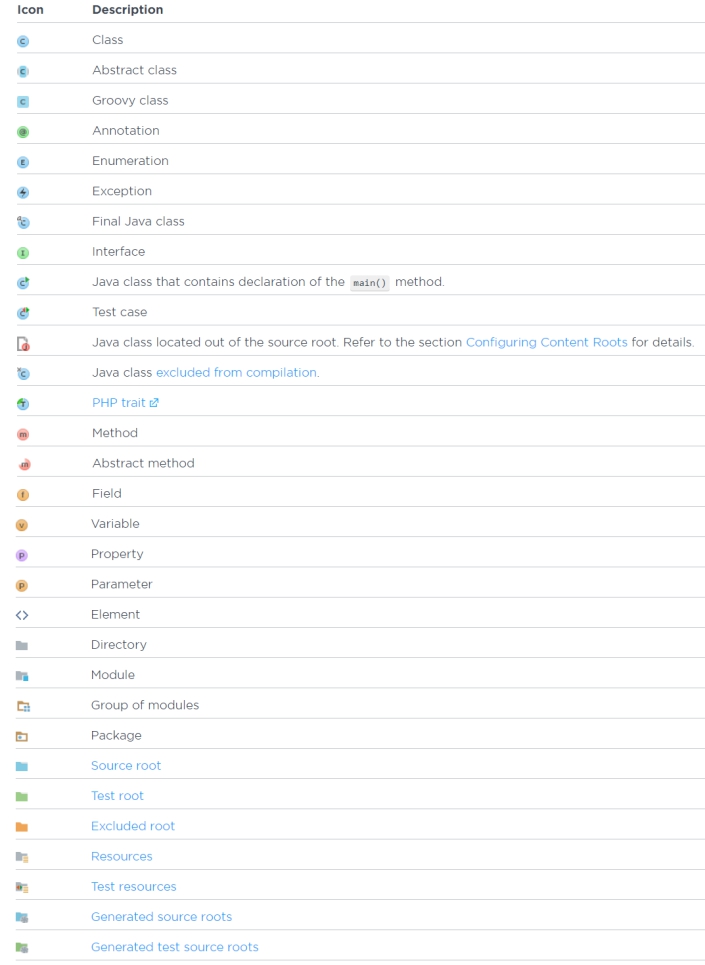 Icon Description
C Class
C Abstract class
C Groovy class
@ Annotation
E Enumeration
Exception
C Final Java class
I Interface
C Java class that contains declaration of the main() method.
C Test case
J Java class located out of the source root. Refer to the section Configuring Content Roots for details.
C Java class excluded from compilation.
T PHP trait
m Method
m Abstract method
f Field
v Variable
p Property
p Parameter
<> Element
Directory
Module
Group of modules
Package
Source root
Test root
Excluded root
Resources
Test resources
Generated source roots
Generated test source roots